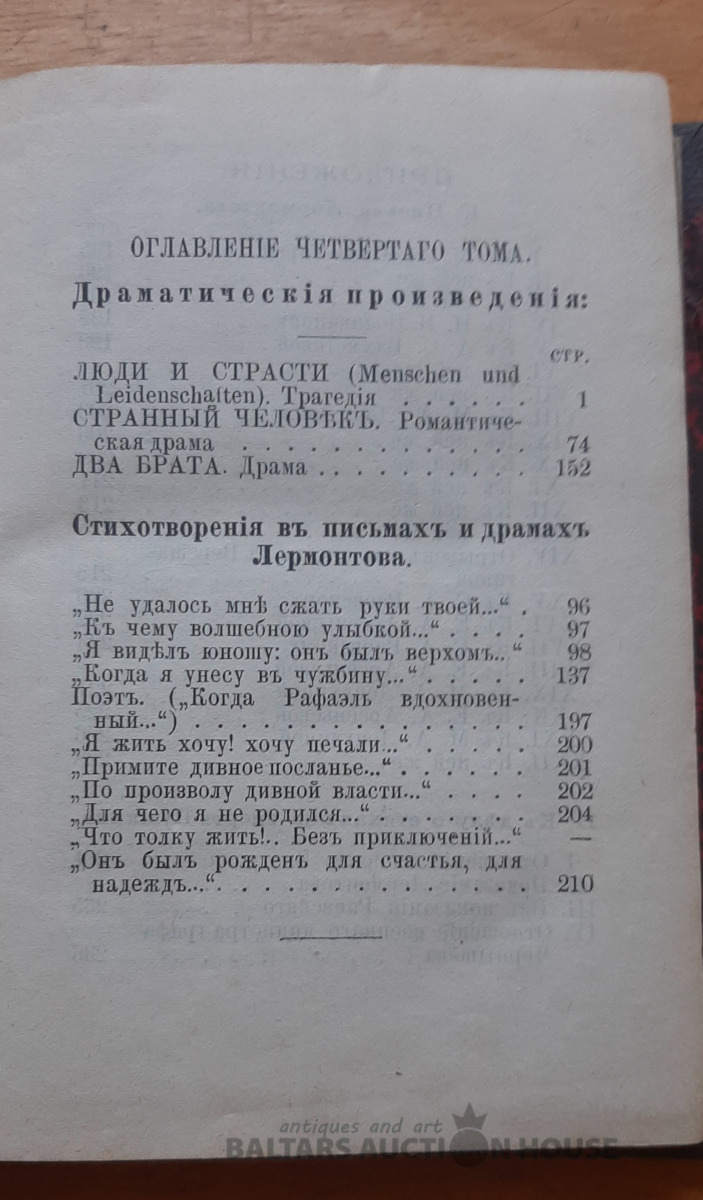 ОГЛАВЛЕНІЕ ЧЕТВЕРТАГО ТОМА.
Драматическія произведенія:
СТР.
ЛЮДИ И СТРАСТИ (Menschen und
Leidenschaften). Трагедія . . . . . . 1
СТРАННЫЙ ЧЕЛОВѢКЪ. Романтиче-
ская драма . . . . . . . . . . . . . 74
ДВА БРАТА. Драма . . . . . . . . . . 152
Стихотворенія въ письмахъ и драмахъ
Лермонтова.
„Не удалось мнѣ сжать руки твоей...“ . 96
„Къ чему волшебною улыбкой...“ . . . . 97
„Я видѣлъ юношу: онъ былъ верхомъ.. “ 98
„Когда я унесу въ чужбину...“ . . . . . 137
Поэтъ. („Когда Рафаэль вдохновен-
ный...“) . . . . . . . . . . . . . . . 197
„Я жить хочу! хочу печали...“ . . . . . 200
„Примите дивное посланье...“ . . . . . . 201
„По произволу дивной власти...“ . . . . 202
„Для чего я не родился...“ . . . . . . . 204
„Что толку жить!.. Безъ приключеній...“ —
„Онъ былъ рожденъ для счастья, для
надеждъ...“ . . . . . . . . . . . . . . 210
antiques and art
BALTARS AUCTION HOUSE